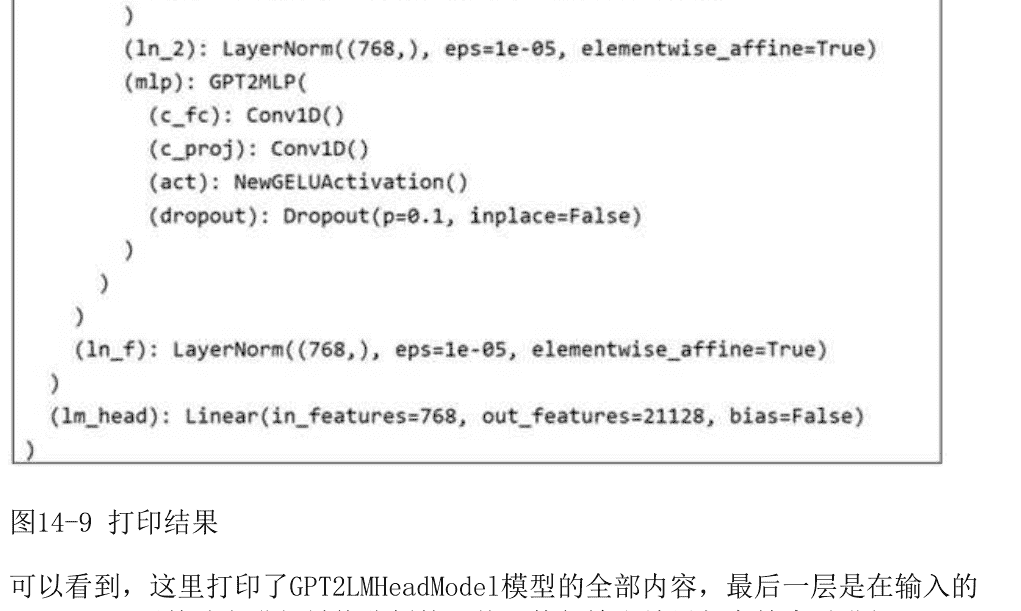 )
(ln_2): LayerNorm((768,), eps=1e-05, elementwise_affine=True)
(mlp): GPT2MLP(
(c_fc): Conv1D()
(c_proj): Conv1D()
(act): NewGELUActivation()
(dropout): Dropout(p=0.1, inplace=False)
)
)
)
(ln_f): LayerNorm((768,), eps=1e-05, elementwise_affine=True)
)
(lm_head): Linear(in_features=768, out_features=21128, bias=False)
)
图14-9 打印结果
可以看到，这里打印了GPT2LMHeadModel模型的全部内容，最后一层是在输入的